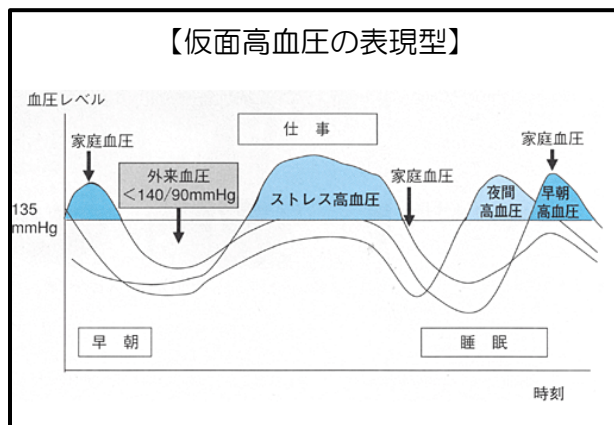 【仮面高血圧の表現型】
血圧レベル
仕 事
家庭血圧
家庭血圧
外来血圧
<140/90mmHg
家庭血圧
ストレス高血圧
夜間
高血圧
早朝
高血圧
135
mmHg
早 朝
睡 眠
時刻